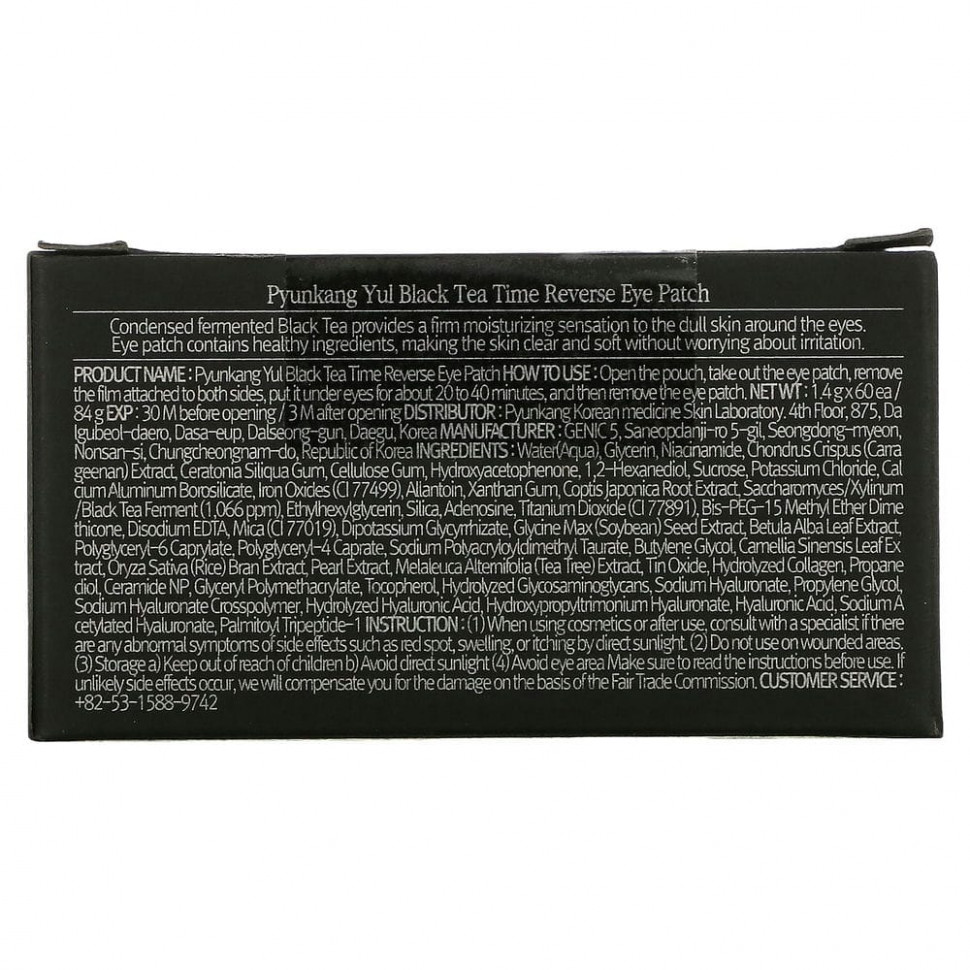 Pyunkang Yul Black Tea Time Reverse Eye Patch
Condensed fermented Black Tea provides a firm moisturizing sensation to the dull skin around the eyes.
Eye patch contains healthy ingredients, making the skin clear and soft without worrying about irritation.
PRODUCT NAME : Pyunkang Yul Black Tea Time Reverse Eye Patch HOW TO USE : Open the pouch, take out the eye patch, remove
the film attached to both sides, put it under eyes for about 20 to 40 minutes, and then remove the eye patch. NET WT : 1.4 g x 60 ea /
84 g EXP : 30 M before opening / 3 M after opening DISTRIBUTOR : Pyunkang Korean medicine Skin Laboratory. 4th Floor, 875, Da
lgubeol-daero, Dasa-eup, Dalseong-gun, Daegu, Korea MANUFACTURER : GENIC 5, Saneopdanji-ro 5-gil, Seongdong-myeon,
Nonsan-si, Chungcheongnam-do, Republic of Korea INGREDIENTS : Water(Aqua), Glycerin, Niacinamide, Chondrus Crispus (Carra
geenan) Extract, Ceratonia Siliqua Gum, Cellulose Gum, Hydroxyacetophenone, 1,2-Hexanediol, Sucrose, Potassium Chloride, Cal
cium Aluminum Borosilicate, Iron Oxides (CI 77499), Allantoin, Xanthan Gum, Coptis Japonica Root Extract, Saccharomyces/Xylinum
/Black Tea Ferment (1,066 ppm), Ethylhexylglycerin, Silica, Adenosine, Titanium Dioxide (CI 77891), Bis-PEG-15 Methyl Ether Dime
thicone, Disodium EDTA, Mica (CI 77019), Dipotassium Glycyrrhizate, Glycine Max (Soybean) Seed Extract, Betula Alba Leaf Extract,
Polyglyceryl-6 Caprylate, Polyglyceryl-4 Caprate, Sodium Polyacryloyldimethyl Taurate, Butylene Glycol, Camellia Sinensis Leaf Ex
tract, Oryza Sativa (Rice) Bran Extract, Pearl Extract, Melaleuca Alternifolia (Tea Tree) Extract, Tin Oxide, Hydrolyzed Collagen, Propane
diol, Ceramide NP, Glyceryl Polymethacrylate, Tocopherol, Hydrolyzed Glycosaminoglycans, Sodium Hyaluronate, Propylene Glycol,
Sodium Hyaluronate Crosspolymer, Hydrolyzed Hyaluronic Acid, Hydroxypropyltrimonium Hyaluronate, Hyaluronic Acid, Sodium A
cetylated Hyaluronate, Palmitoyl Tripeptide-1 INSTRUCTION : (1) When using cosmetics or after use, consult with a specialist if there
are any abnormal symptoms of side effects such as red spot, swelling, or itching by direct sunlight. (2) Do not use on wounded areas.
(3) Storage a) Keep out of reach of children b) Avoid direct sunlight (4) Avoid eye area Make sure to read the instructions before use. If
unlikely side effects occur, we will compensate you for the damage on the basis of the Fair Trade Commission. CUSTOMER SERVICE :
+82-53-1588-9742